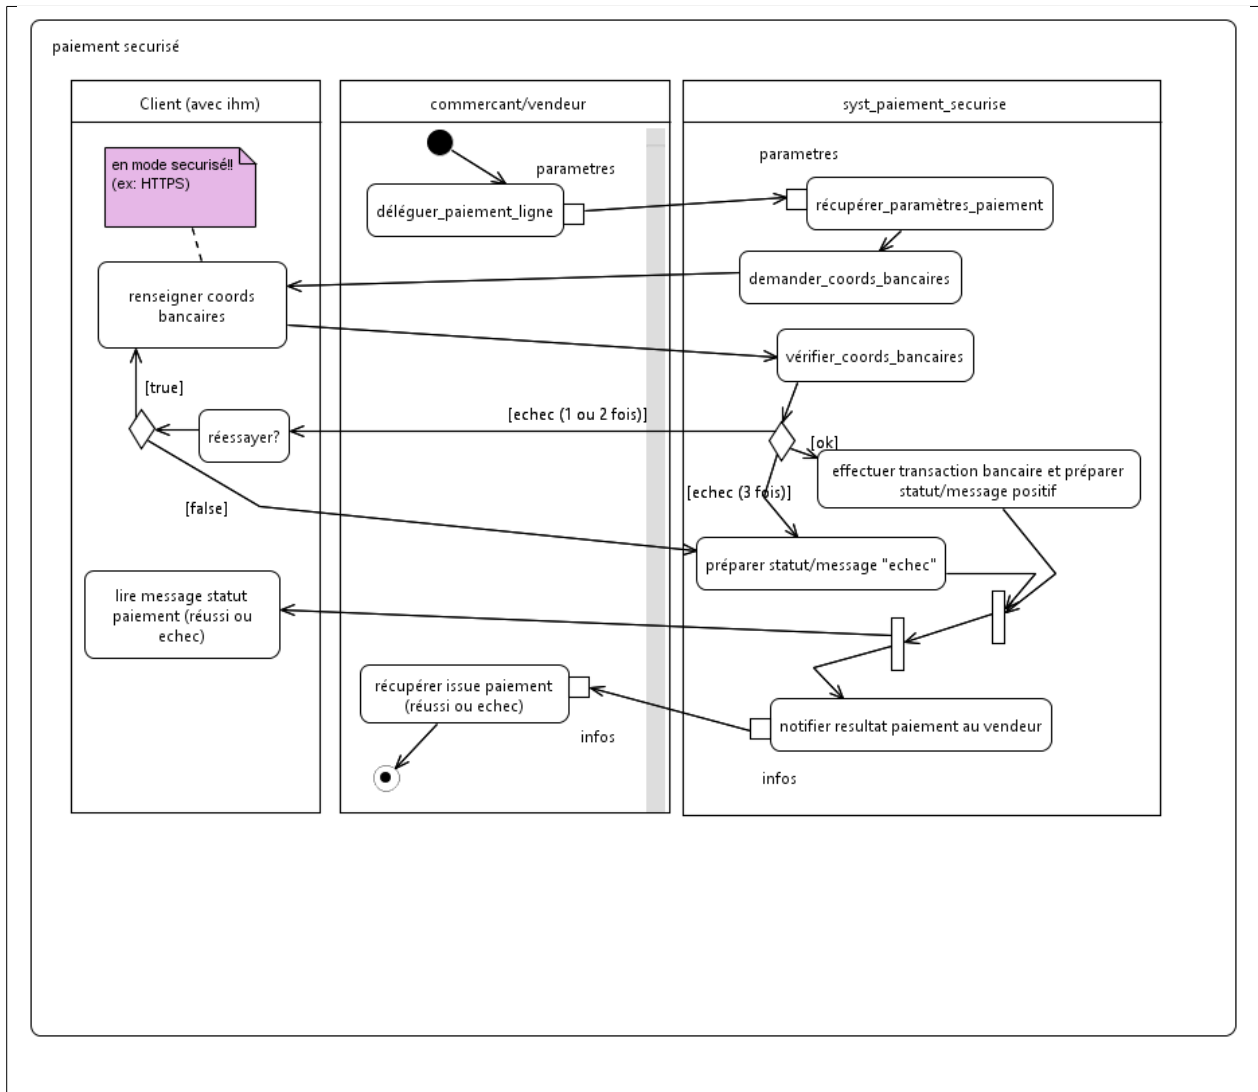 paiement securisé
Client (avec ihm)
commercant/vendeur
syst_paiement_securise
en mode securisé!!
(ex: HTTPS)
parametres
parametres
déléguer_paiement_ligne
récupérer_paramètres_paiement
demander_coords_bancaires
renseigner coords
bancaires
vérifier_coords_bancaires
[true]
[echec (1 ou 2 fois)]
réessayer?
[ok]
effectuer transaction bancaire et préparer
statut/message positif
[echec (3 fois)]
[false]
préparer statut/message "echec"
lire message statut
paiement (réussi ou
echec)
récupérer issue paiement
(réussi ou echec)
notifier resultat paiement au vendeur
infos
infos